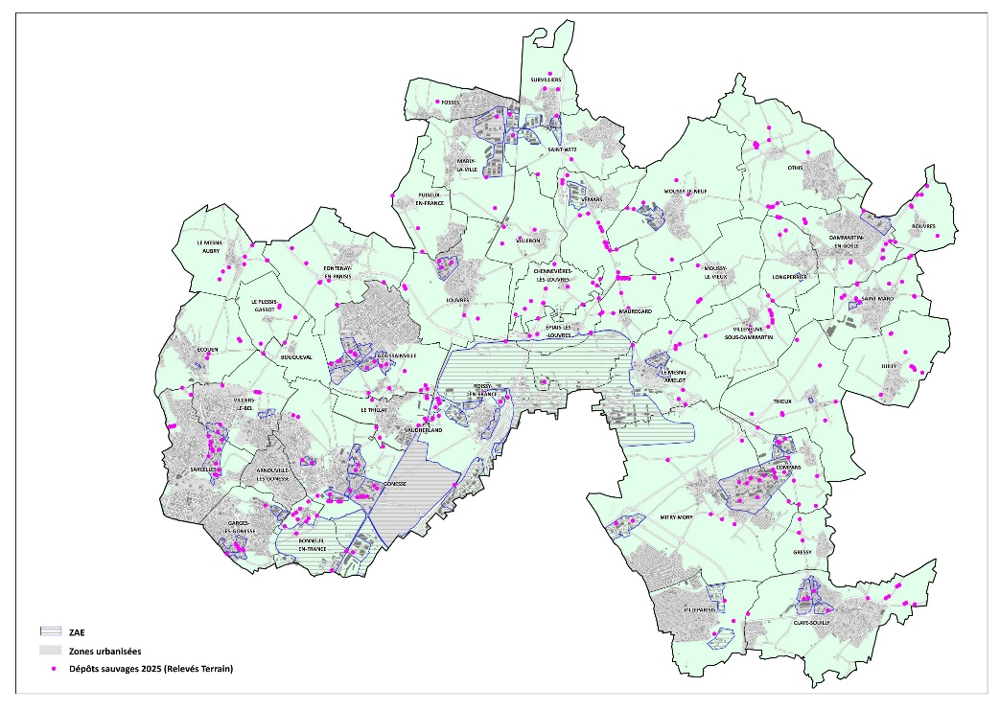 SURVILLIERS
FOSSES
SAINT-WITZ
MARLY-
LA-VILLE
OTHIS
PUISEUX-
EN-FRANCE
VEMARS
MOUSSY-LE-NEUF
ROUVRES
LE MESNIL-
AUBRY
VILLERON
DAMMARTIN-
EN-GOELE
FONTENAY-
EN-PARISIS
CHENNEVIÈRES-
LÈS-LOUVRES
MOUSSY-
LE-VIEUX
LONGPERRIER
LE PLESSIS-
GASSOT
LOUVRES
SAINT-MARD
MAUREGARD
EPIAIS-LES
-LOUVRES
VILLENEUVE-
SOUS-DAMMARTIN
ECOUEN
BOUQUEVAL
GOUSSAINVILLE
JUILLY
LE MESNIL
AMELOT
ROISSY-
EN-FRANCE
VILLIERS
LE-BEL
THIEUX
LE THILLAY
VAUDHERLAND
SARCELLES
ARNOUVILLE-
LES-GONESSE
COMPANS
GONESSE
MITRY-MORY
GARGES-
LES-GONESSE
BONNEUIL-
EN-FRANCE
GRESSY
VILLEPARISIS
CLAYE-SOUILLY
ZAE
Zones urbanisées
Dépôts sauvages 2025 (Relevés Terrain)